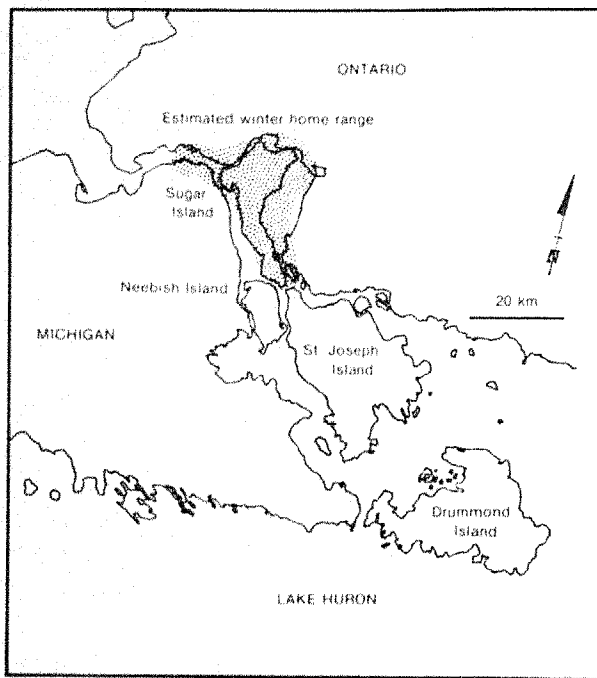 ONTARIO
Estimated winter home range
Sugar
Island
Neebish Island
20 km
MICHIGAN
St. Joseph
Island
Drummond
Island
LAKE HURON